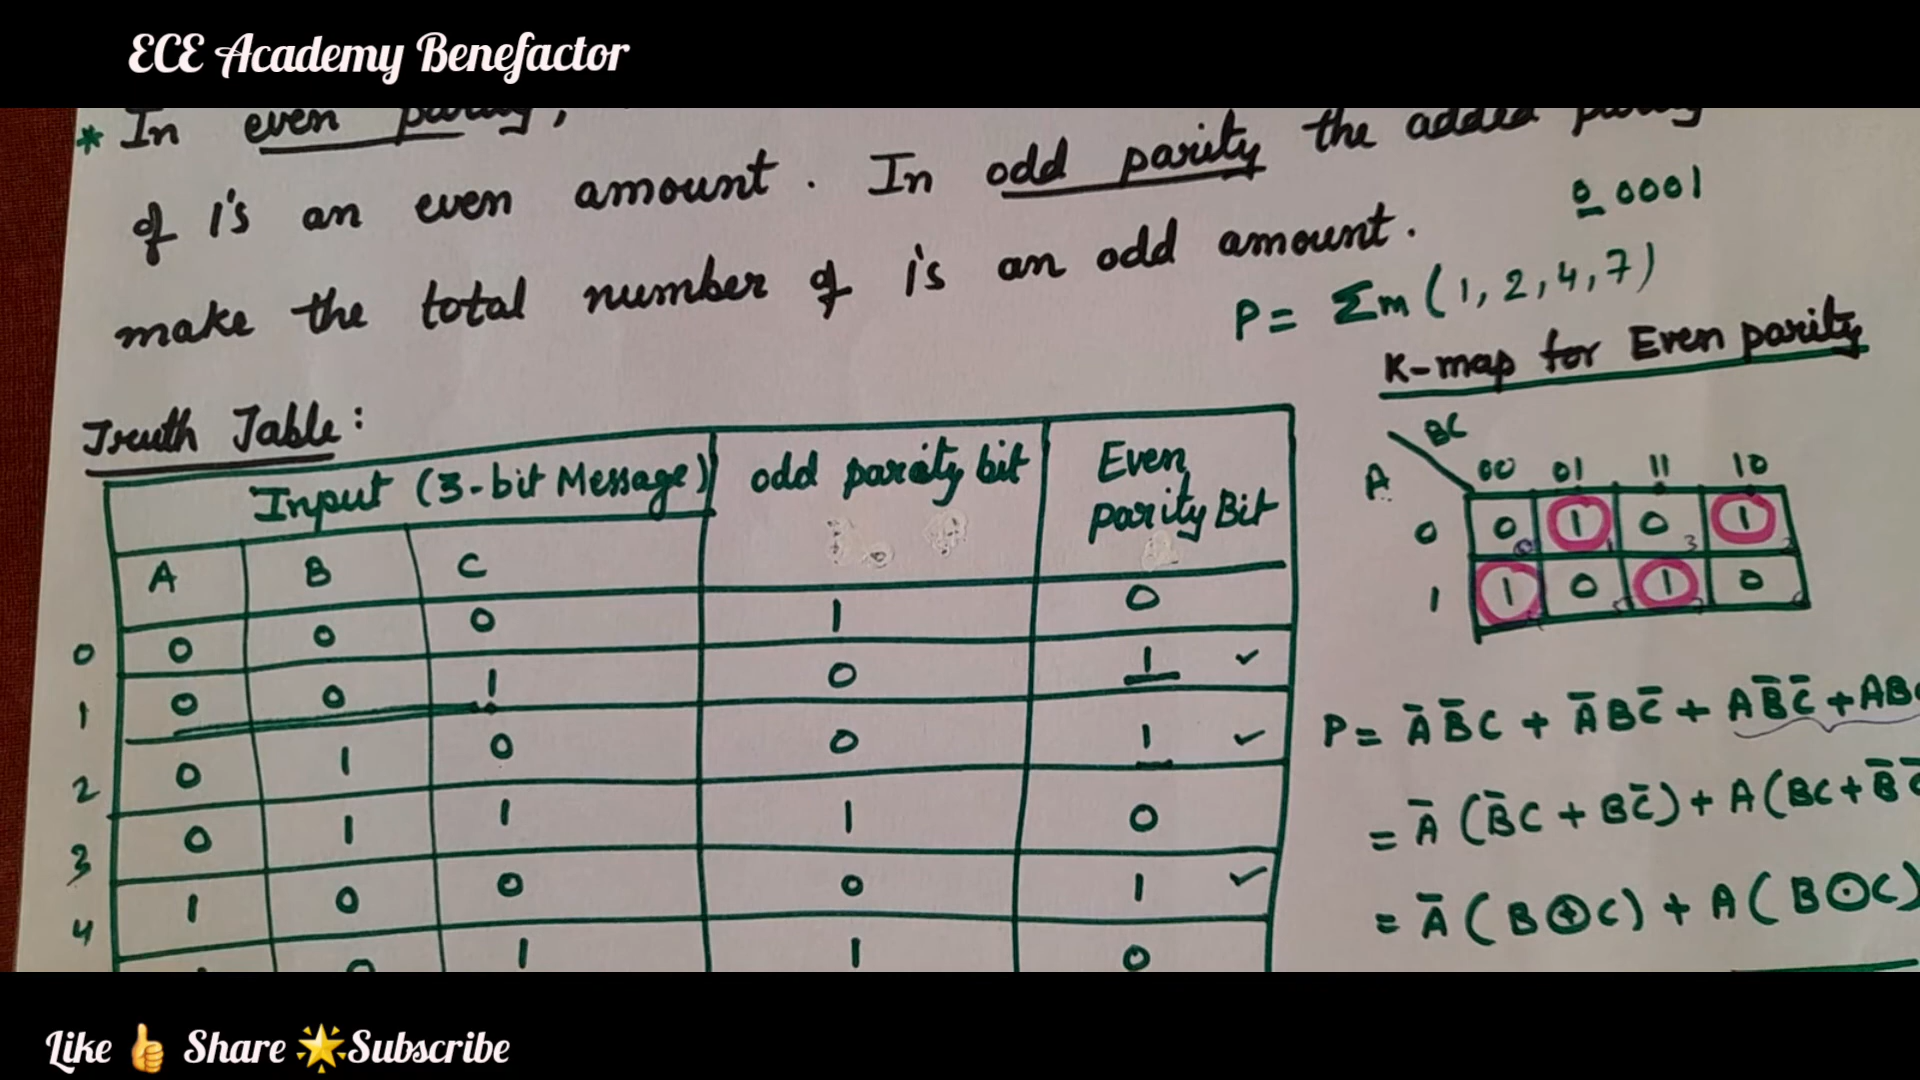 ECE Academy Benefactor
* In even parity,
of 1's an even amount. In odd parity the added parity
0 0001
make the total number of 1's an odd amount.
P = Σm (1,2,4,7)
K-map for Even parity
Truth Table:
Input (3-bit Message) odd parity bit Even parity Bit
A B C
0 0 0 0 1 0
1 0 0 1 0 1 ✓
2 0 1 0 0 1 ✓
3 0 1 1 1 0
4 1 0 0 0 1 ✓
1 1 0
BC
A
00 01 11 10
0 0 1 0 1
1 1 0 1 0
P = A̅ B̅ C + A̅ B C̅ + A B̅ C̅ + AB
= A̅ (B̅ C + B C̅) + A (BC + B̅ C̅
= A̅ (B ⊕ C) + A (B ⊙ C)
Like 👍 Share 🌟Subscribe